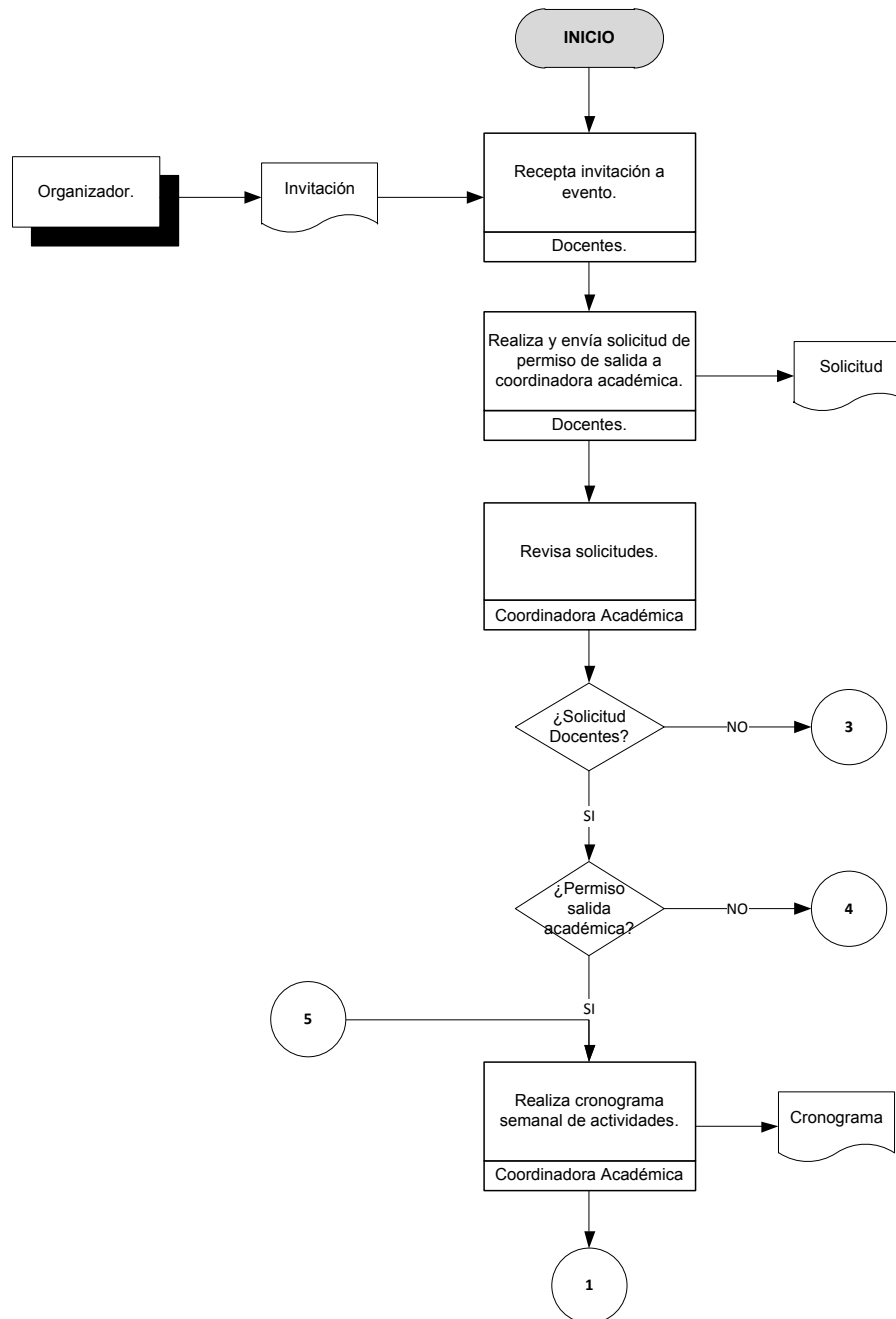 INICIO
Organizador.
Invitación
Recepta invitación a
evento.
Docentes.
Realiza y envía solicitud de
permiso de salida a
coordinadora académica.
Docentes.
Solicitud
Revisa solicitudes.
Coordinadora Académica
¿Solicitud
Docentes?
NO
3
SI
¿Permiso
salida
académica?
NO
4
SI
5
Realiza cronograma
semanal de actividades.
Coordinadora Académica
Cronograma
1